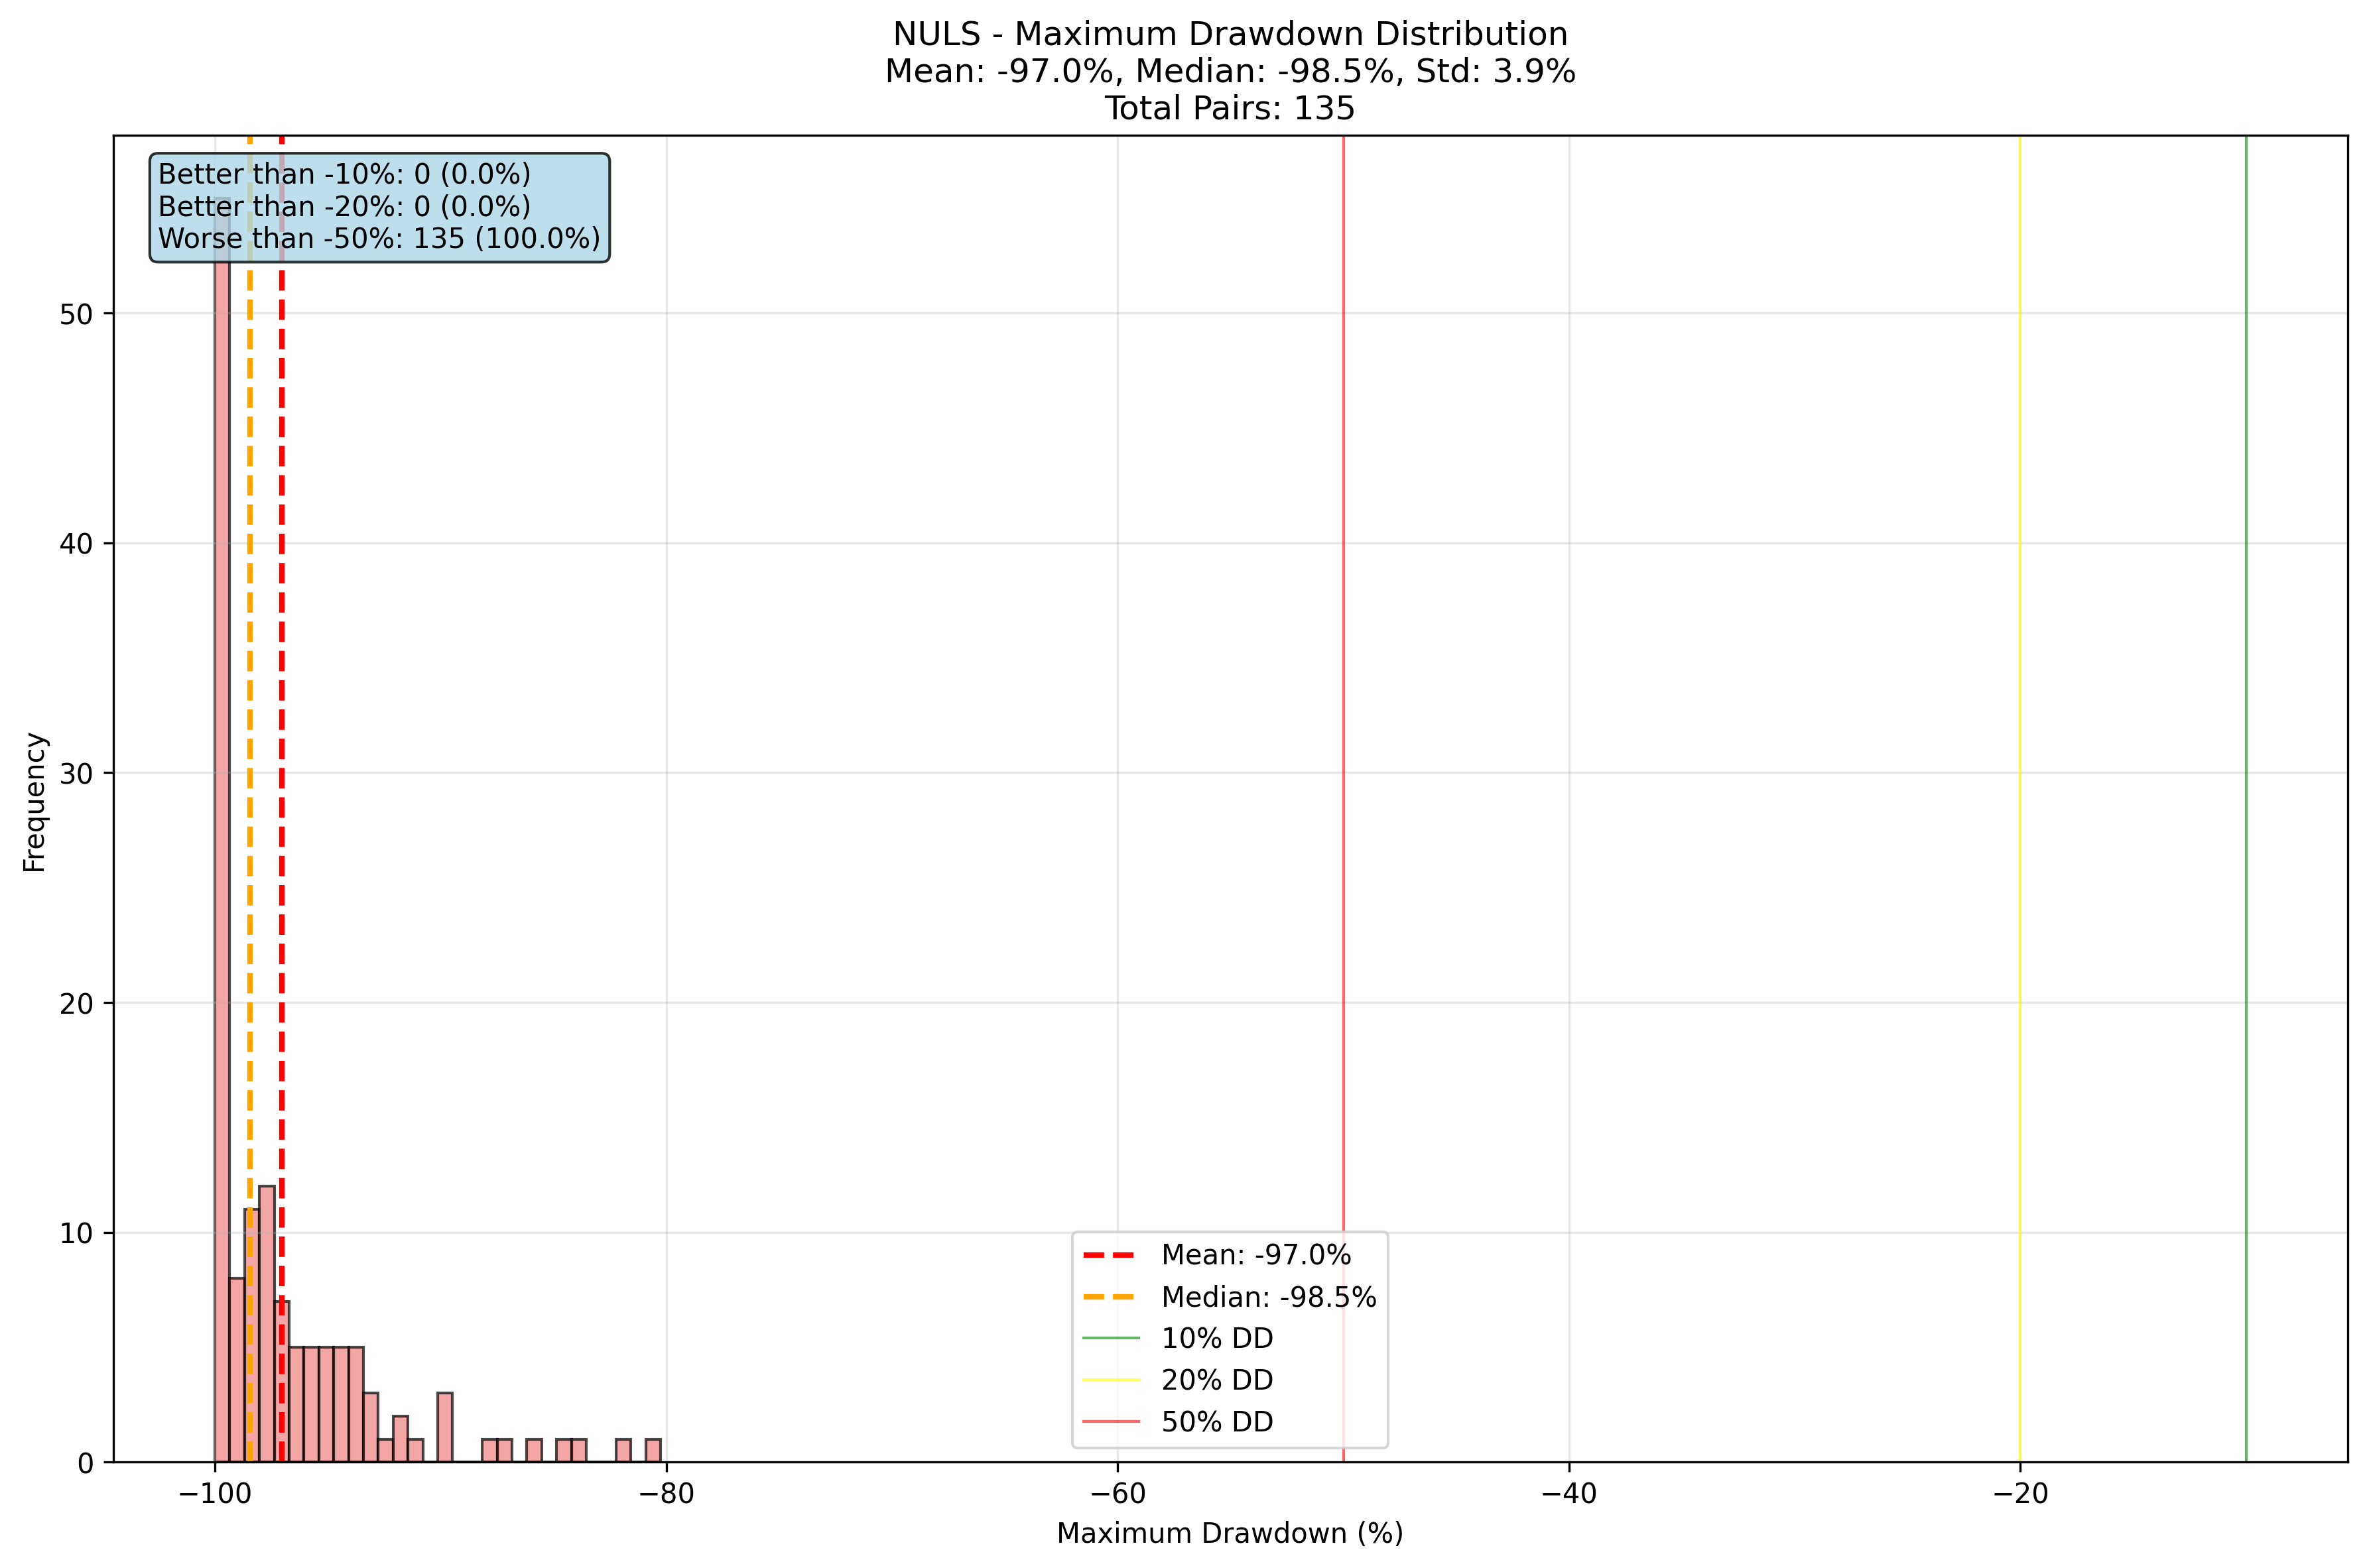 NULS - Maximum Drawdown Distribution
Mean: -97.0%, Median: -98.5%, Std: 3.9%
Total Pairs: 135
Better than -10%: 0 (0.0%)
Better than -20%: 0 (0.0%)
Worse than -50%: 135 (100.0%)
50
40
30
20
10
0
Frequency
Mean: -97.0%
Median: -98.5%
10% DD
20% DD
50% DD
−100
−80
−60
−40
−20
Maximum Drawdown (%)